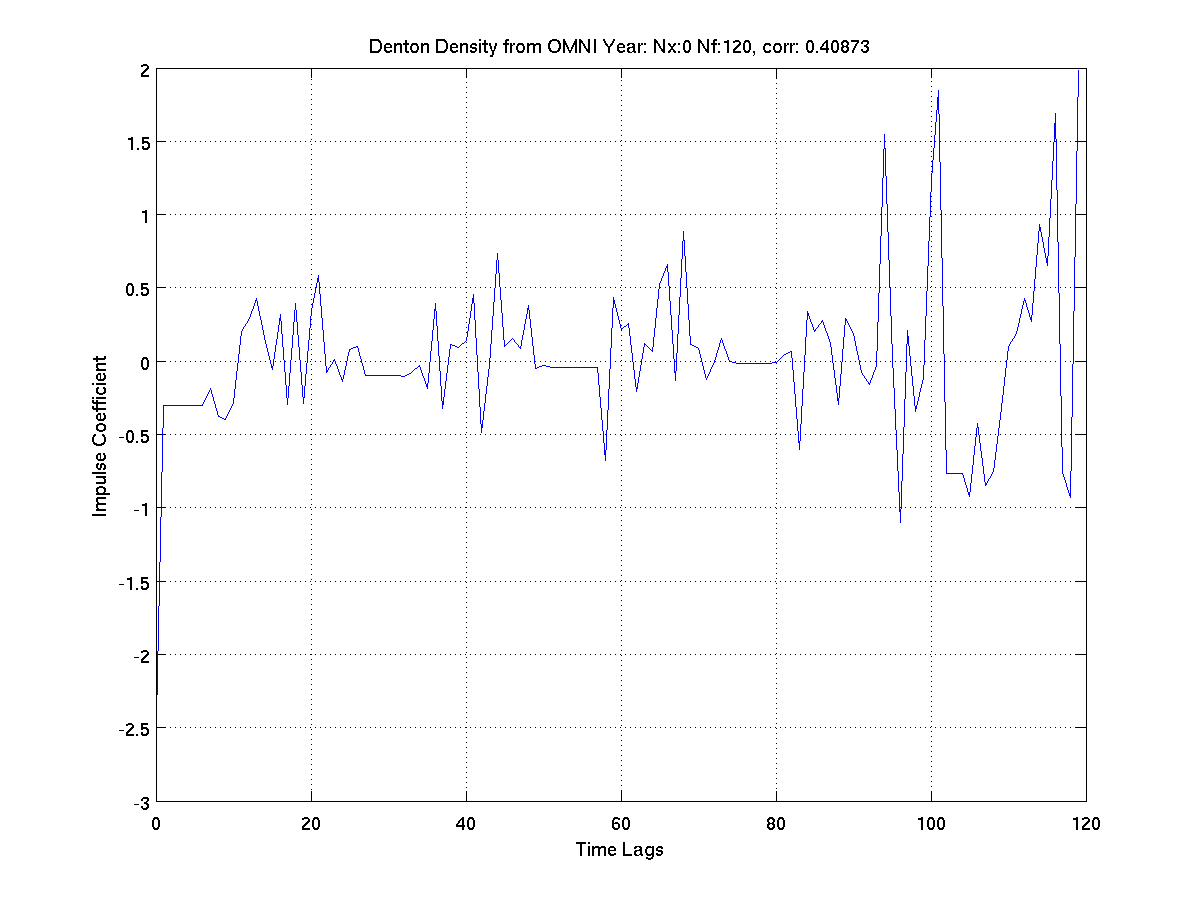 Denton Density from OMNI Year: Nx:0 Nf:120, corr: 0.40873
2
1.5
1
0.5
0
-0.5
-1
-1.5
-2
-2.5
-3
Impulse Coefficient
0 20 40 60 80 100 120
Time Lags